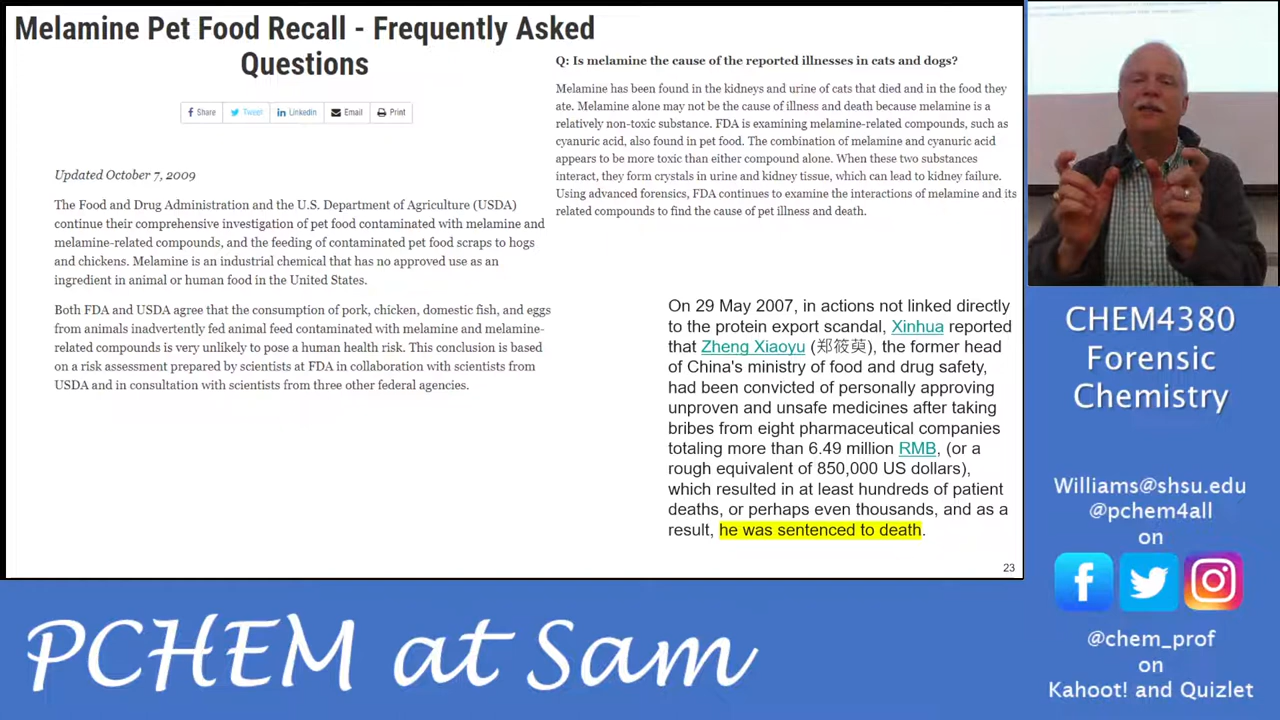 Melamine Pet Food Recall - Frequently Asked
Questions
Share
Tweet
Linkedin
Email
Print
Updated October 7, 2009
The Food and Drug Administration and the U.S. Department of Agriculture (USDA)
continue their comprehensive investigation of pet food contaminated with melamine and
melamine-related compounds, and the feeding of contaminated pet food scraps to hogs
and chickens. Melamine is an industrial chemical that has no approved use as an
ingredient in animal or human food in the United States.
Both FDA and USDA agree that the consumption of pork, chicken, domestic fish, and eggs
from animals inadvertently fed animal feed contaminated with melamine and melamine-
related compounds is very unlikely to pose a human health risk. This conclusion is based
on a risk assessment prepared by scientists at FDA in collaboration with scientists from
USDA and in consultation with scientists from three other federal agencies.
Q: Is melamine the cause of the reported illnesses in cats and dogs?
Melamine has been found in the kidneys and urine of cats that died and in the food they
ate. Melamine alone may not be the cause of illness and death because melamine is a
relatively non-toxic substance. FDA is examining melamine-related compounds, such as
cyanuric acid, also found in pet food. The combination of melamine and cyanuric acid
appears to be more toxic than either compound alone. When these two substances
interact, they form crystals in urine and kidney tissue, which can lead to kidney failure.
Using advanced forensics, FDA continues to examine the interactions of melamine and its
related compounds to find the cause of pet illness and death.
On 29 May 2007, in actions not linked directly
to the protein export scandal, Xinhua reported
that Zheng Xiaoyu (郑筱萸), the former head
of China's ministry of food and drug safety,
had been convicted of personally approving
unproven and unsafe medicines after taking
bribes from eight pharmaceutical companies
totaling more than 6.49 million RMB, (or a
rough equivalent of 850,000 US dollars),
which resulted in at least hundreds of patient
deaths, or perhaps even thousands, and as a
result, he was sentenced to death.
23
CHEM4380
Forensic
Chemistry
Williams@shsu.edu
@pchem4all
on
@chem_prof
on
Kahoot! and Quizlet
PCHEM at Sam